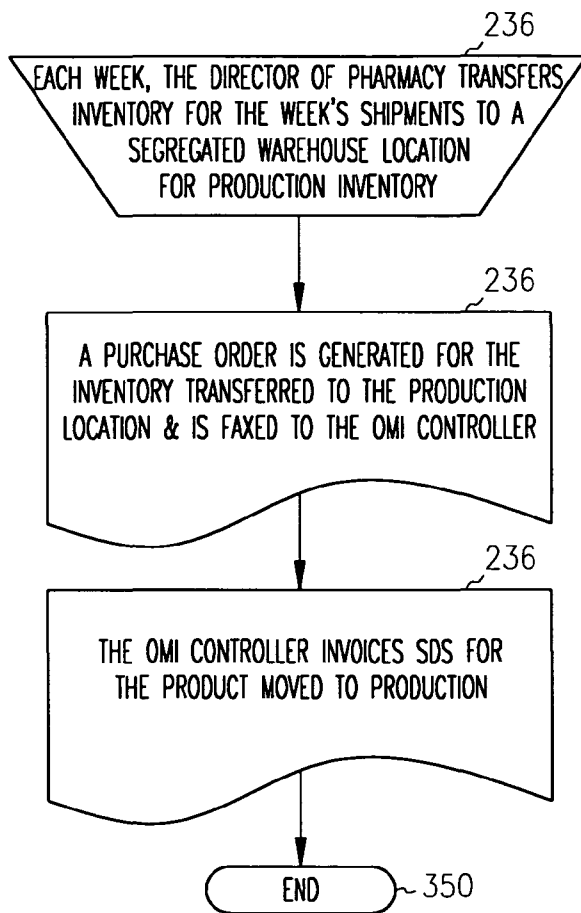 236
EACH WEEK, THE DIRECTOR OF PHARMACY TRANSFERS
INVENTORY FOR THE WEEK'S SHIPMENTS TO A
SEGREGATED WAREHOUSE LOCATION
FOR PRODUCTION INVENTORY
236
A PURCHASE ORDER IS GENERATED FOR THE
INVENTORY TRANSFERRED TO THE PRODUCTION
LOCATION & IS FAXED TO THE OMI CONTROLLER
236
THE OMI CONTROLLER INVOICES SDS FOR
THE PRODUCT MOVED TO PRODUCTION
END 350